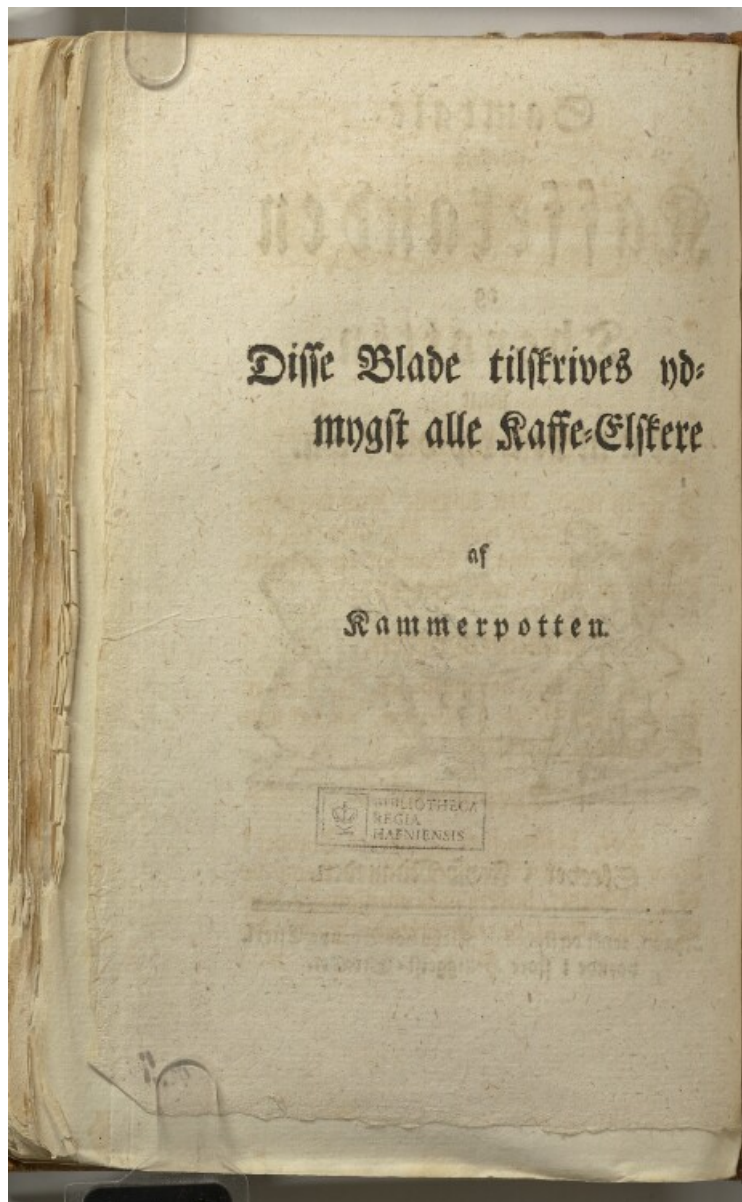 Disse Blade tilskrives yd-
mygst alle Kaffe-Elskere
af
Kammerpotten.
BIBLIOTHECA
REGIA
HAFNIENSIS